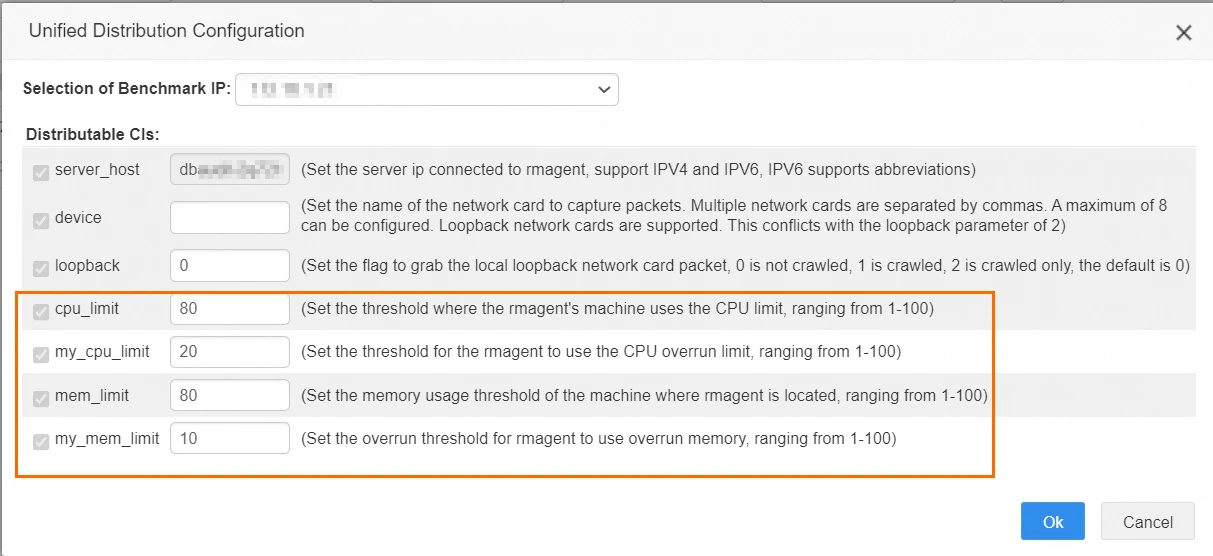 Unified Distribution Configuration
Selection of Benchmark IP:
Distributable CIs:
server_host db (Set the server ip connected to rmagent, support IPV4 and IPV6, IPV6 supports abbreviations)
device (Set the name of the network card to capture packets. Multiple network cards are separated by commas. A maximum of 8
can be configured. Loopback network cards are supported. This conflicts with the loopback parameter of 2)
loopback 0 (Set the flag to grab the local loopback network card packet, 0 is not crawled, 1 is crawled, 2 is crawled only, the default is 0)
cpu_limit 80 (Set the threshold where the rmagent's machine uses the CPU limit, ranging from 1-100)
my_cpu_limit 20 (Set the threshold for the rmagent to use the CPU overrun limit, ranging from 1-100)
mem_limit 80 (Set the memory usage threshold of the machine where rmagent is located, ranging from 1-100)
my_mem_limit 10 (Set the overrun threshold for rmagent to use overrun memory, ranging from 1-100)
Ok Cancel